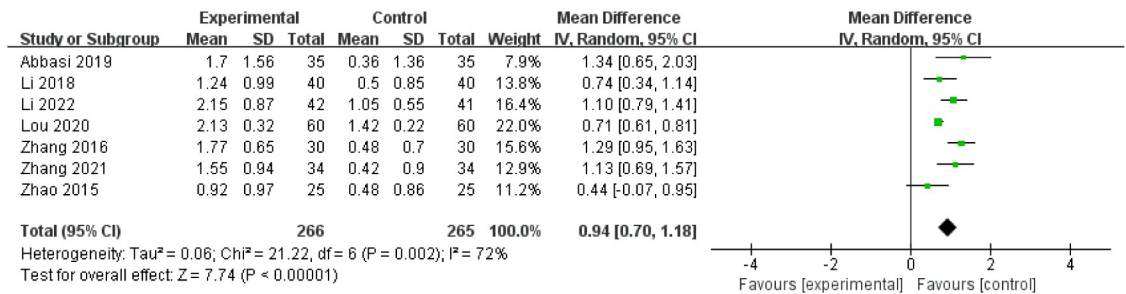 Experimental Control Mean Difference Mean Difference
Study or Subgroup Mean SD Total Mean SD Total Weight IV, Random, 95% CI IV, Random, 95% CI
Abbasi 2019 1.7 1.56 35 0.36 1.36 35 7.9% 1.34 [0.65, 2.03]
Li 2018 1.24 0.99 40 0.5 0.85 40 13.8% 0.74 [0.34, 1.14]
Li 2022 2.15 0.87 42 1.05 0.55 41 16.4% 1.10 [0.79, 1.41]
Lou 2020 2.13 0.32 60 1.42 0.22 60 22.0% 0.71 [0.61, 0.81]
Zhang 2016 1.77 0.65 30 0.48 0.7 30 15.6% 1.29 [0.95, 1.63]
Zhang 2021 1.55 0.94 34 0.42 0.9 34 12.9% 1.13 [0.69, 1.57]
Zhao 2015 0.92 0.97 25 0.48 0.86 25 11.2% 0.44 [-0.07, 0.95]
Total (95% CI) 266 265 100.0% 0.94 [0.70, 1.18]
Heterogeneity: Tau² = 0.06; Chi² = 21.22, df = 6 (P = 0.002); I² = 72%
Test for overall effect: Z = 7.74 (P < 0.00001)
-4 -2 0 2 4
Favours [experimental] Favours [control]